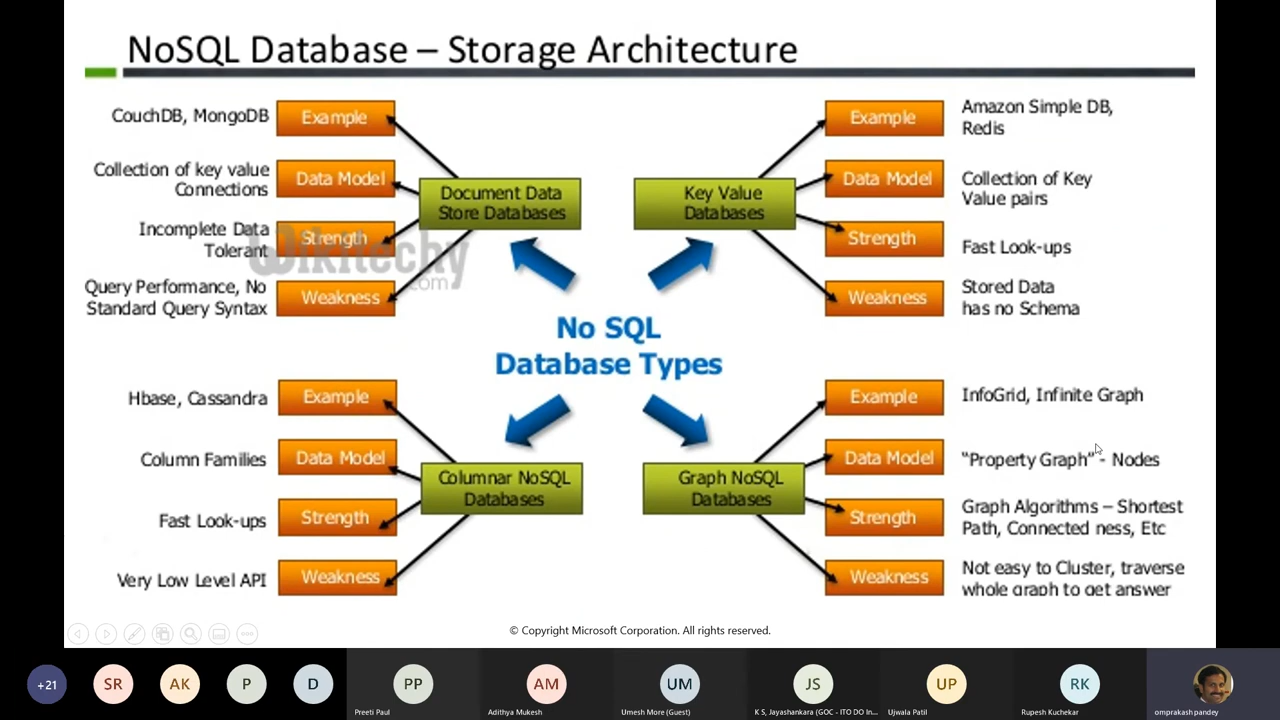 NoSQL Database – Storage Architecture
CouchDB, MongoDB
Example
Collection of key value
Connections
Data Model
Incomplete Data
Tolerant
Strength
Query Performance, No
Standard Query Syntax
Weakness
Document Data
Store Databases
Wikitechy
.com
Key Value
Databases
Example
Amazon Simple DB,
Redis
Data Model
Collection of Key
Value pairs
Strength
Fast Look-ups
Weakness
Stored Data
has no Schema
No SQL
Database Types
Hbase, Cassandra
Example
Column Families
Data Model
Fast Look-ups
Strength
Very Low Level API
Weakness
Columnar NoSQL
Databases
Graph NoSQL
Databases
Example
InfoGrid, Infinite Graph
Data Model
“Property Graph” - Nodes
Strength
Graph Algorithms – Shortest
Path, Connected ness, Etc
Weakness
Not easy to Cluster, traverse
whole graph to get answer
© Copyright Microsoft Corporation. All rights reserved.
+21
SR
AK
P
D
PP
AM
UM
JS
UP
RK
Preeti Paul
Adithya Mukesh
Umesh More (Guest)
K S, Jayashankara (GOC - ITO DO In...
Ujwala Patil
Rupesh Kuchekar
omprakash pandey